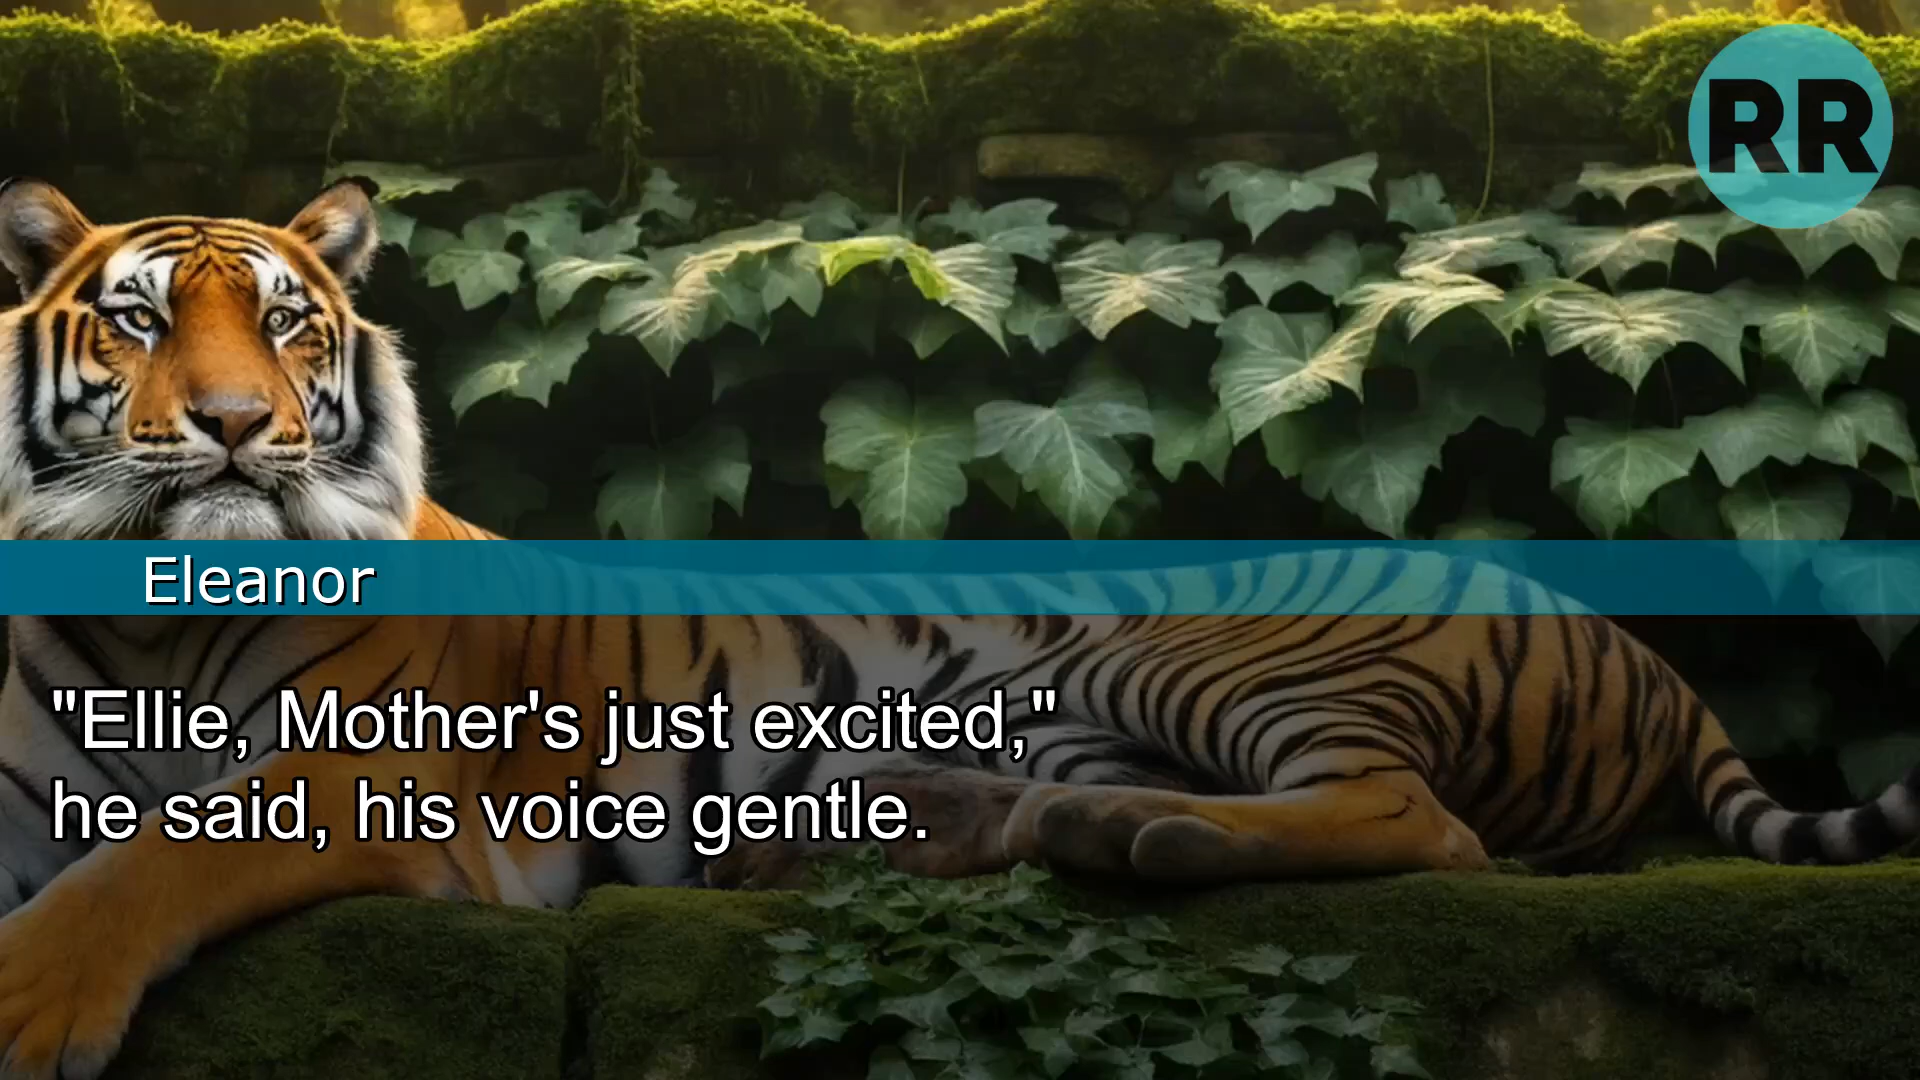 RR
Eleanor
"Ellie, Mother's just excited,"
he said, his voice gentle.